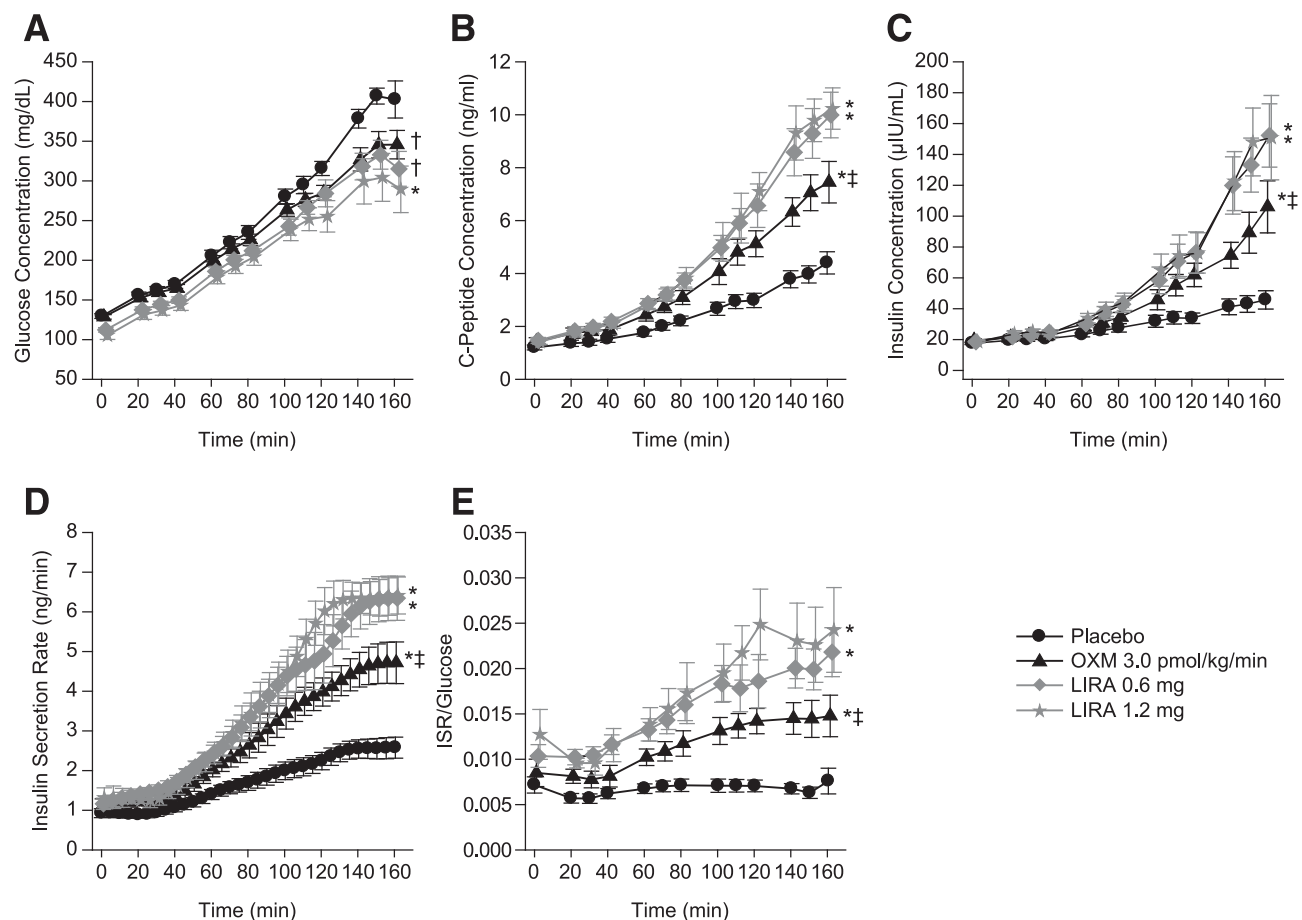 A
Glucose Concentration (mg/dL)
450
400
350
300
250
200
150
100
50
†
†
*
0 20 40 60 80 100 120 140 160
Time (min)
B
C-Peptide Concentration (ng/ml)
12
10
8
6
4
2
0
*
*
*‡
0 20 40 60 80 100 120 140 160
Time (min)
C
Insulin Concentration (µIU/mL)
200
180
160
140
120
100
80
60
40
20
0
*
*
*‡
0 20 40 60 80 100 120 140 160
Time (min)
D
Insulin Secretion Rate (ng/min)
8
7
6
5
4
3
2
1
0
*
*
*‡
0 20 40 60 80 100 120 140 160
Time (min)
E
ISR/Glucose
0.035
0.030
0.025
0.020
0.015
0.010
0.005
0.000
*
*
*‡
0 20 40 60 80 100 120 140 160
Time (min)
Placebo
OXM 3.0 pmol/kg/min
LIRA 0.6 mg
LIRA 1.2 mg